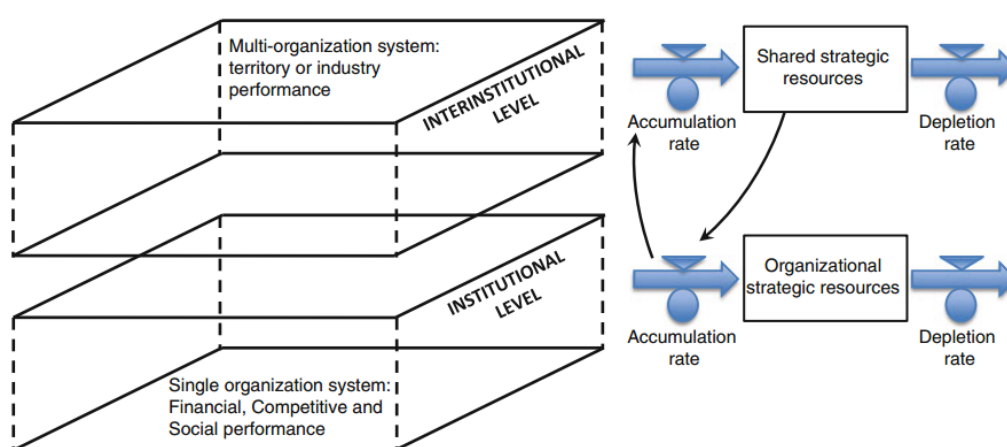 Multi-organization system:
territory or industry
performance
INTERINSTITUTIONAL
LEVEL
Shared strategic
resources
Accumulation
rate
Depletion
rate
INSTITUTIONAL
LEVEL
Organizational
strategic resources
Accumulation
rate
Depletion
rate
Single organization system:
Financial, Competitive and
Social performance